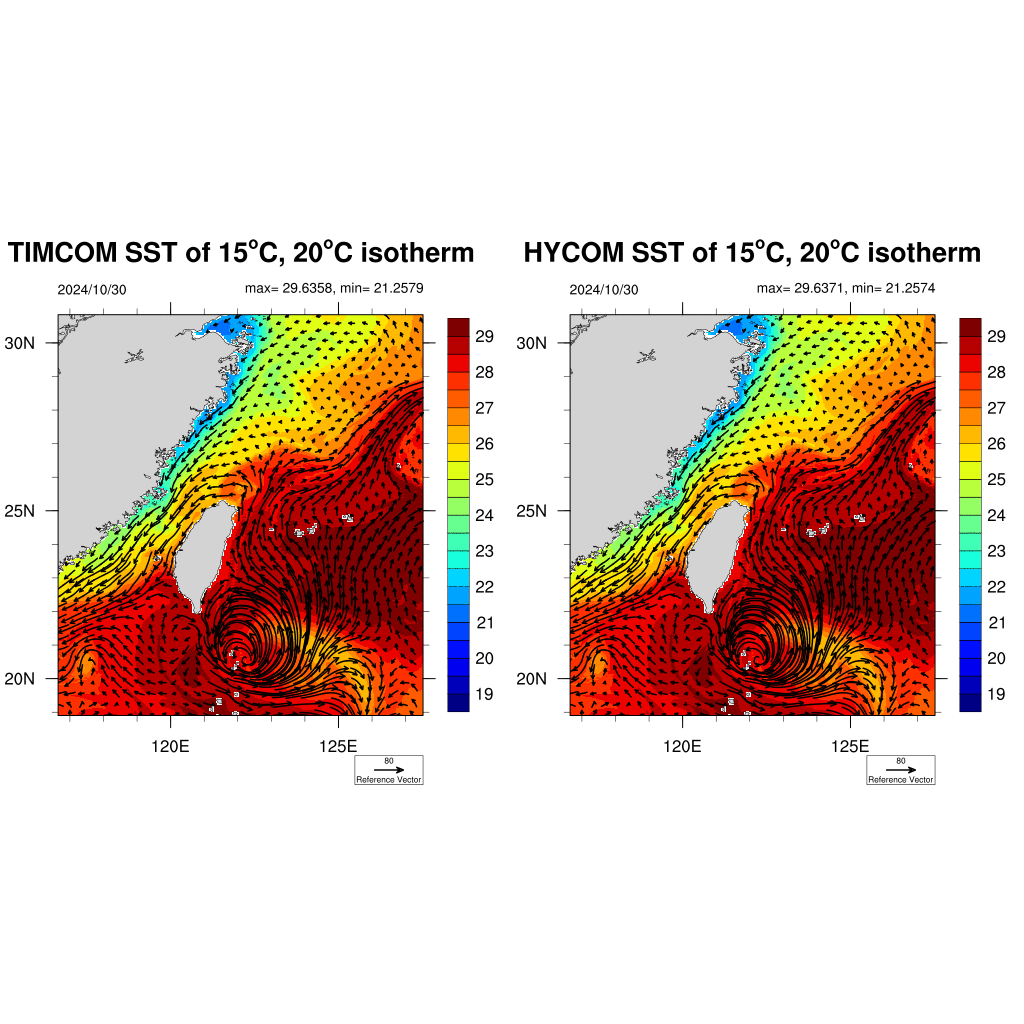 TIMCOM SST of 15°C, 20°C isotherm
2024/10/30 max= 29.6358, min= 21.2579
30N
25N
20N
120E 125E
29
28
27
26
25
24
23
22
21
20
19
80
Reference Vector
HYCOM SST of 15°C, 20°C isotherm
2024/10/30 max= 29.6371, min= 21.2574
30N
25N
20N
120E 125E
29
28
27
26
25
24
23
22
21
20
19
80
Reference Vector